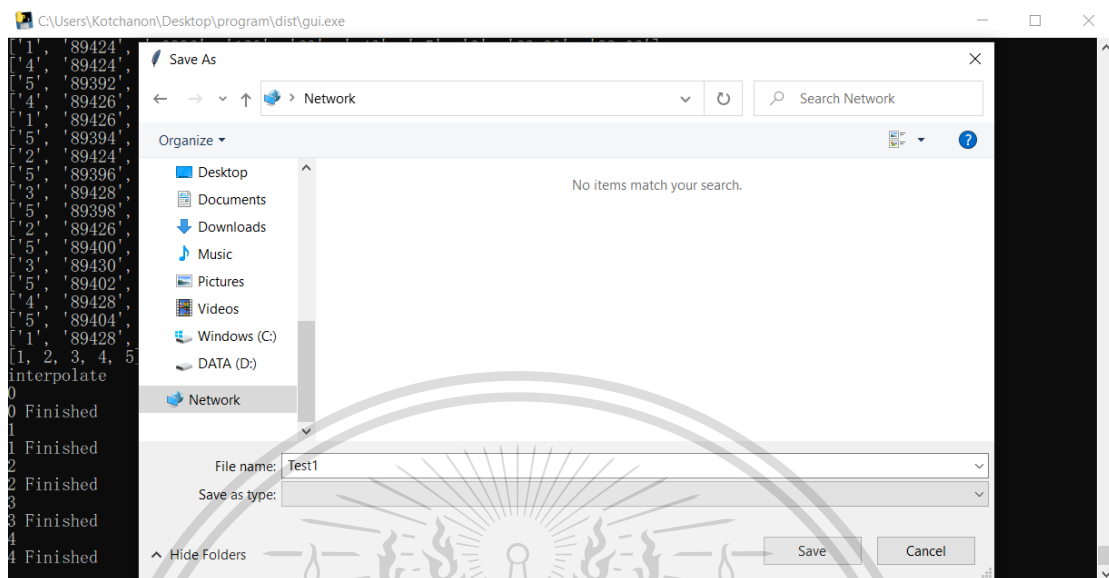 C:\Users\Kotchanon\Desktop\program\dist\gui.exe
['1', '89424',
['4', '89424',
['5', '89392',
['4', '89426',
['1', '89426',
['5', '89394',
['2', '89424',
['5', '89396',
['3', '89428',
['5', '89398',
['2', '89426',
['5', '89400',
['3', '89430',
['5', '89402',
['4', '89428',
['5', '89404',
['1', '89428',
[1, 2, 3, 4, 5]
interpolate
0
0 Finished
1
1 Finished
2
2 Finished
3
3 Finished
4
4 Finished
Save As
Network
Search Network
Organize
?
Desktop
Documents
Downloads
Music
Pictures
Videos
Windows (C:)
DATA (D:)
Network
No items match your search.
File name: Test1
Save as type:
Hide Folders
Save
Cancel